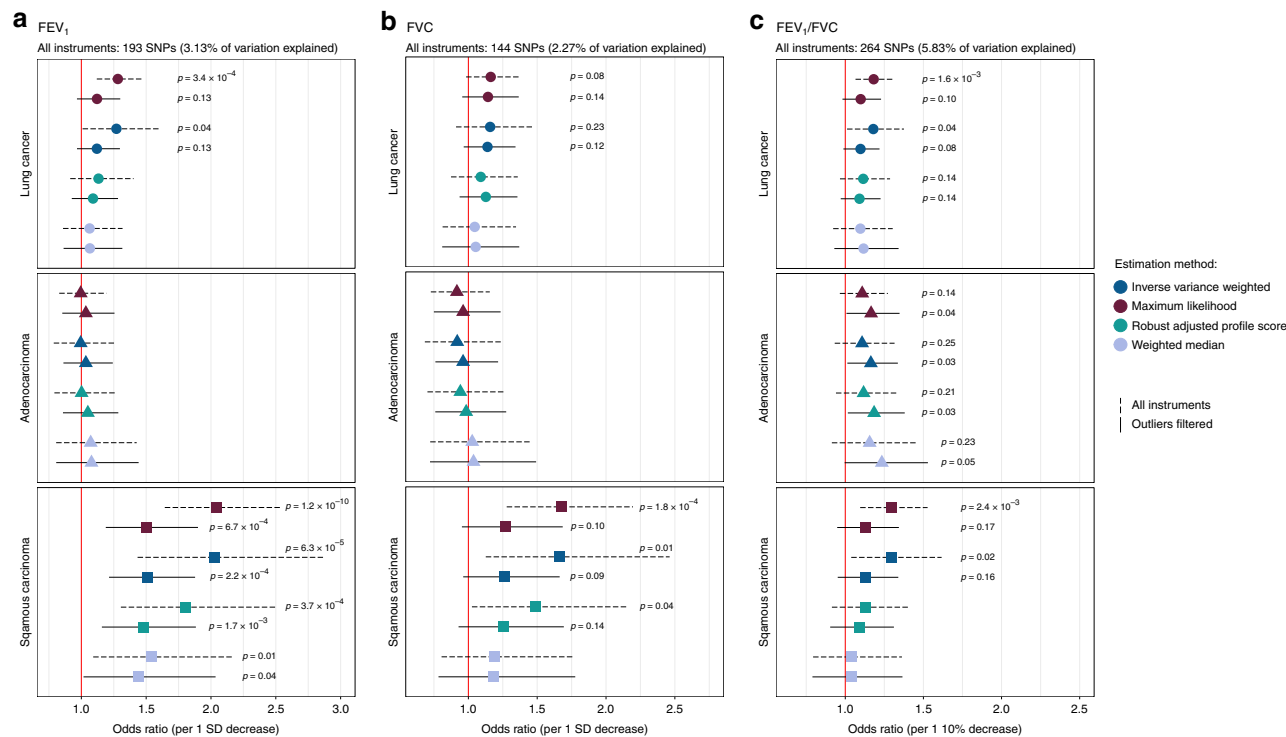 a
FEV₁
All instruments: 193 SNPs (3.13% of variation explained)
Lung cancer
p = 3.4 × 10⁻⁴
p = 0.13
p = 0.04
p = 0.13
Adenocarcinoma
Sqamous carcinoma
p = 1.2 × 10⁻¹⁰
p = 6.7 × 10⁻⁴
p = 6.3 × 10⁻⁵
p = 2.2 × 10⁻⁴
p = 3.7 × 10⁻⁴
p = 1.7 × 10⁻³
p = 0.01
p = 0.04
1.0 1.5 2.0 2.5 3.0
Odds ratio (per 1 SD decrease)
b
FVC
All instruments: 144 SNPs (2.27% of variation explained)
Lung cancer
p = 0.08
p = 0.14
p = 0.23
p = 0.12
Adenocarcinoma
Sqamous carcinoma
p = 1.8 × 10⁻⁴
p = 0.10
p = 0.01
p = 0.09
p = 0.04
p = 0.14
1.0 1.5 2.0 2.5
Odds ratio (per 1 SD decrease)
c
FEV₁/FVC
All instruments: 264 SNPs (5.83% of variation explained)
Lung cancer
p = 1.6 × 10⁻³
p = 0.10
p = 0.04
p = 0.08
p = 0.14
p = 0.14
Adenocarcinoma
p = 0.14
p = 0.04
p = 0.25
p = 0.03
p = 0.21
p = 0.03
p = 0.23
p = 0.05
Sqamous carcinoma
p = 2.4 × 10⁻³
p = 0.17
p = 0.02
p = 0.16
1.0 1.5 2.0 2.5
Odds ratio (per 1 10% decrease)
Estimation method:
Inverse variance weighted
Maximum likelihood
Robust adjusted profile score
Weighted median
All instruments
Outliers filtered